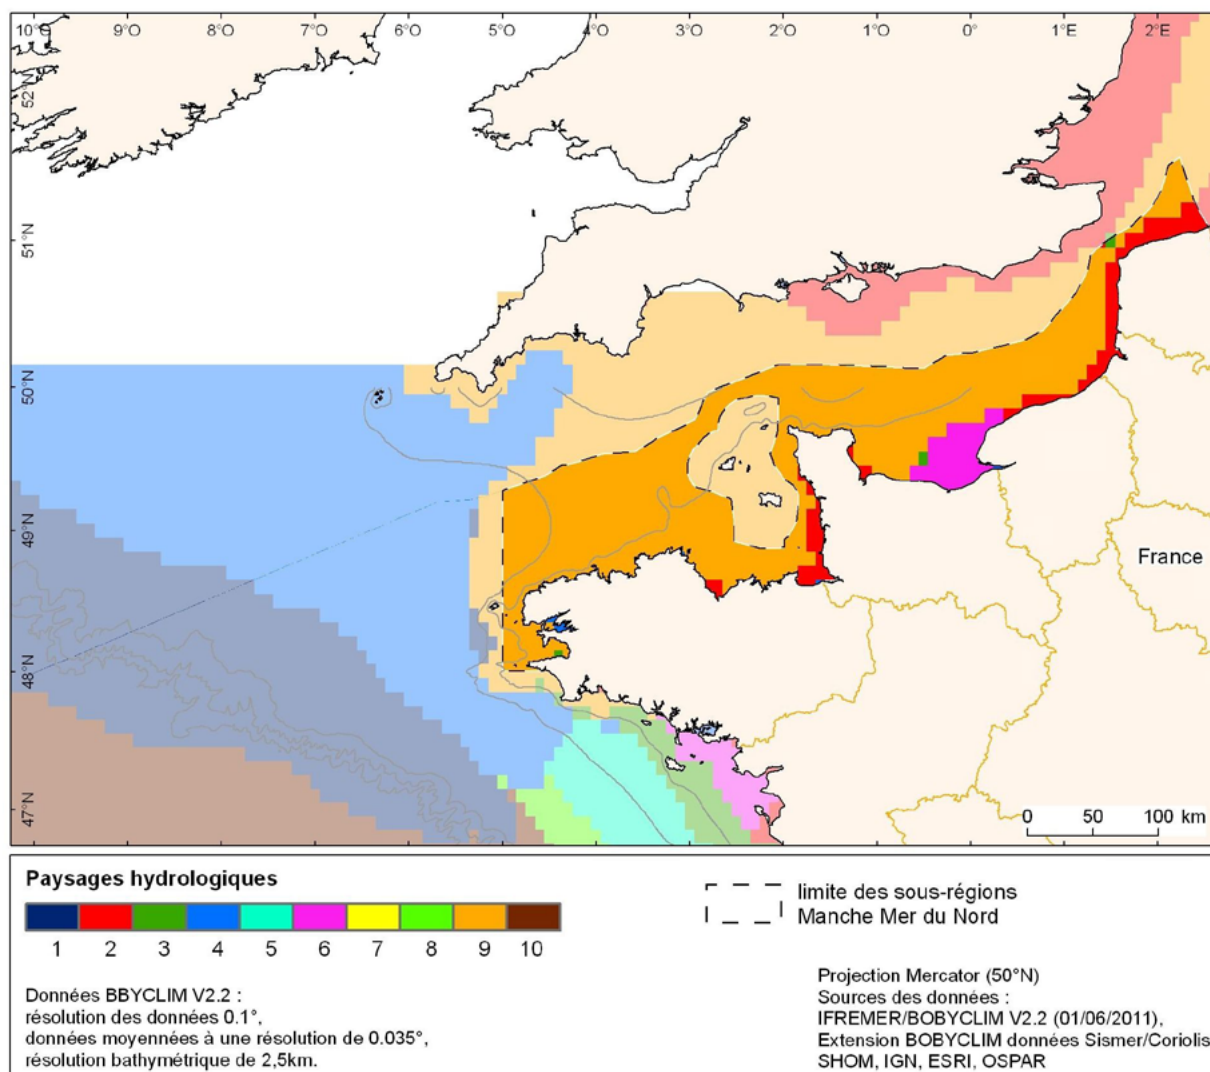 10°O 9°O 8°O 7°O 6°O 5°O 4°O 3°O 2°O 1°O 0° 1°E 2°E
52°N
51°N
50°N
49°N
48°N
47°N
France
0 50 100 km
Paysages hydrologiques
1 2 3 4 5 6 7 8 9 10
limite des sous-régions
Manche Mer du Nord
Données BBYCLIM V2.2 :
résolution des données 0.1°,
données moyennées à une résolution de 0.035°,
résolution bathymétrique de 2,5km.
Projection Mercator (50°N)
Sources des données :
IFREMER/BOBYCLIM V2.2 (01/06/2011),
Extension BOBYCLIM données Sismer/Coriolis
SHOM, IGN, ESRI, OSPAR